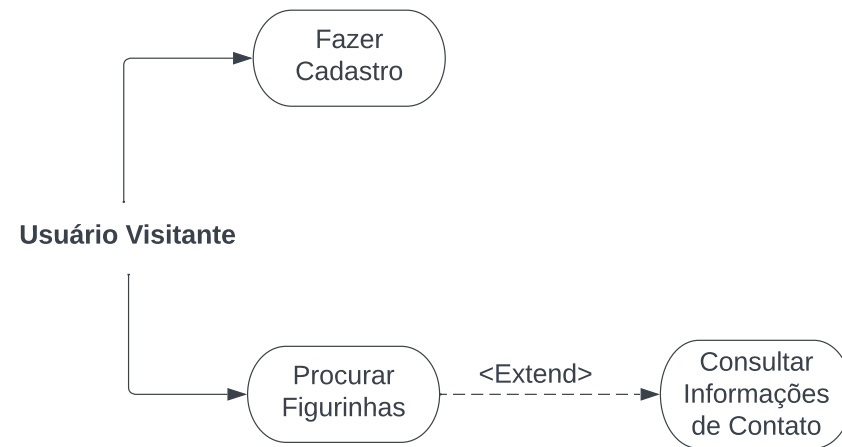 Fazer
Cadastro
Usuário Visitante
Procurar
Figurinhas
<Extend>
Consultar
Informações
de Contato